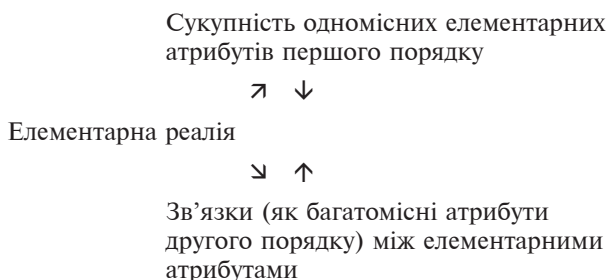 Сукупність одномісних елементарних
атрибутів першого порядку
↗ ↓
Елементарна реалія
↘ ↑
Зв’язки (як багатомісні атрибути
другого порядку) між елементарними
атрибутами